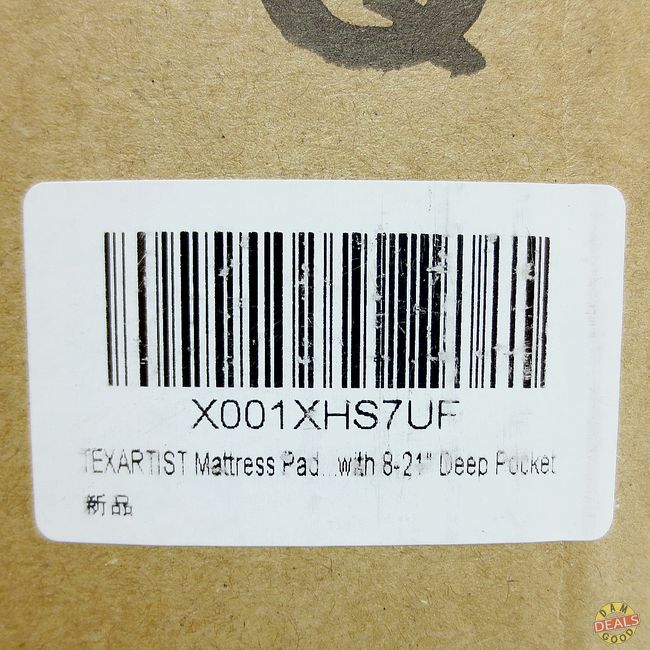 Q
X001XHS7UF
TEXARTIST Mattress Pad...with 8-21" Deep Pocket
新品
DAM
DEALS
GOOD